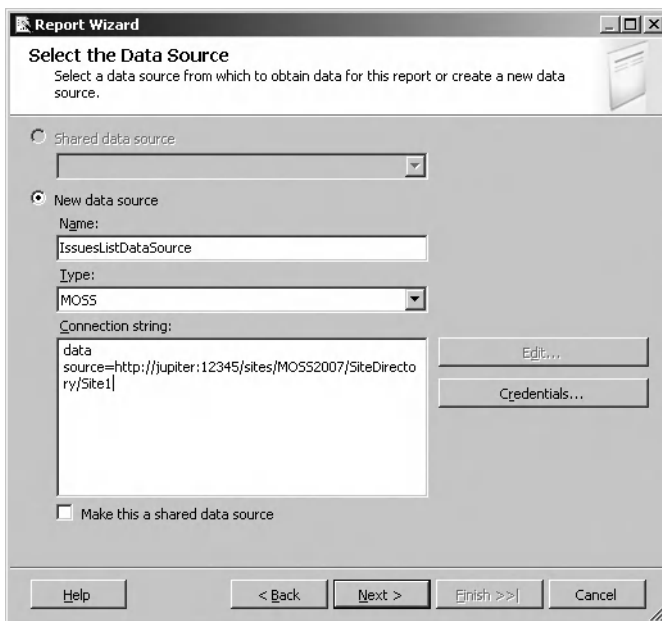 Report Wizard
Select the Data Source
Select a data source from which to obtain data for this report or create a new data
source.
Shared data source
New data source
Name:
IssuesListDataSource
Type:
MOSS
Connection string:
data
source=http://jupiter:12345/sites/MOSS2007/SiteDirecto
ry/Site1
Edit...
Credentials...
Make this a shared data source
Help
< Back
Next >
Finish >>|
Cancel